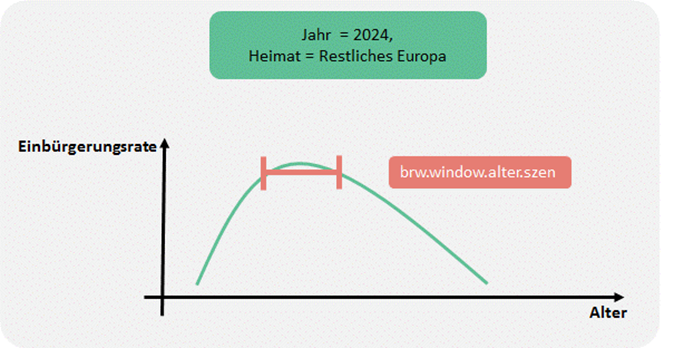 Jahr = 2024,
Heimat = Restliches Europa
Einbürgerungsrate
brw.window.alter.szen
Alter